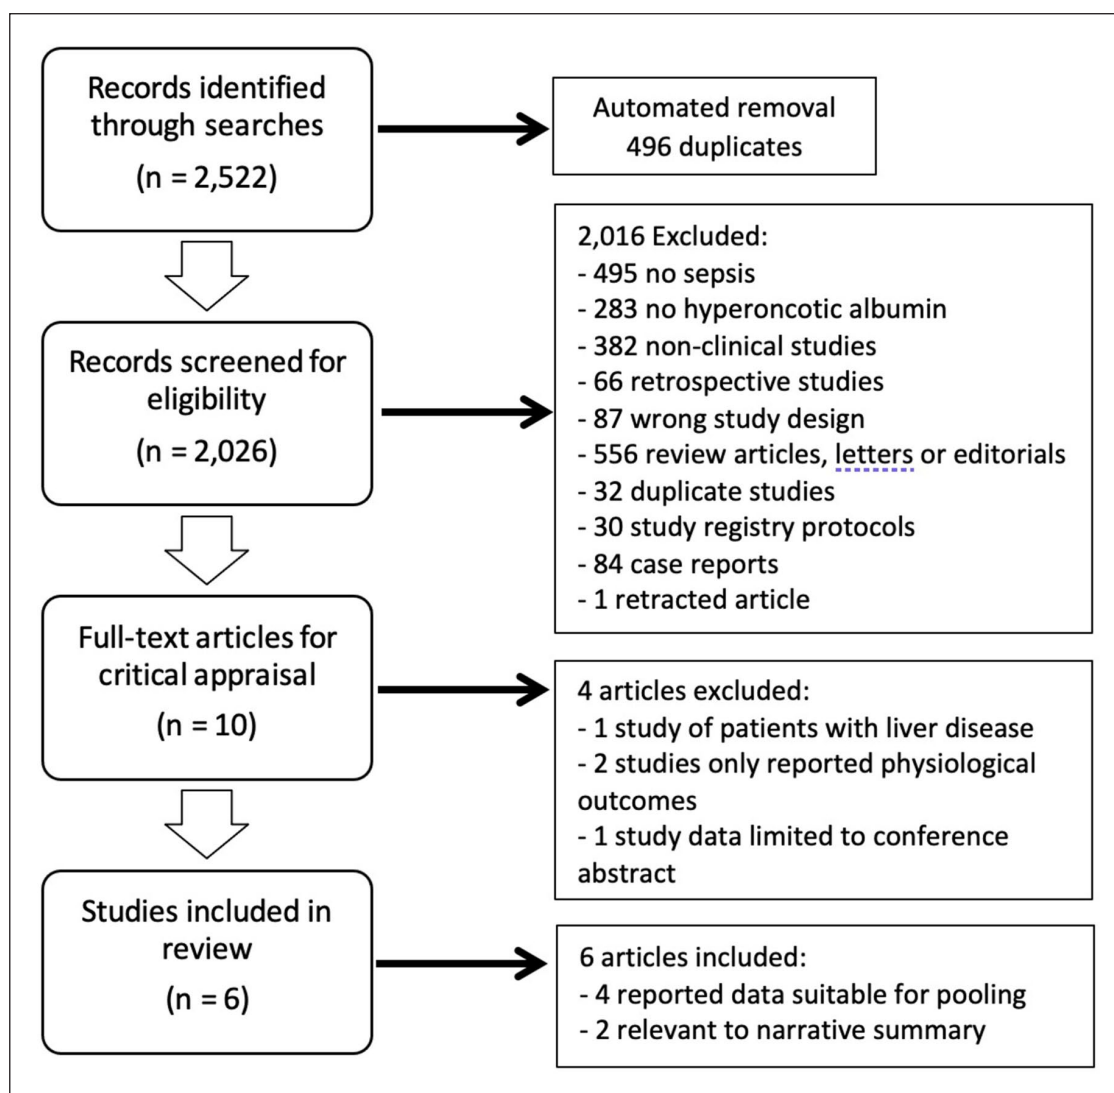 Records identified
through searches
(n = 2,522)
Automated removal
496 duplicates
2,016 Excluded:
- 495 no sepsis
- 283 no hyperoncotic albumin
- 382 non-clinical studies
- 66 retrospective studies
- 87 wrong study design
- 556 review articles, letters or editorials
- 32 duplicate studies
- 30 study registry protocols
- 84 case reports
- 1 retracted article
Records screened for
eligibility
(n = 2,026)
Full-text articles for
critical appraisal
(n = 10)
4 articles excluded:
- 1 study of patients with liver disease
- 2 studies only reported physiological
outcomes
- 1 study data limited to conference
abstract
Studies included in
review
(n = 6)
6 articles included:
- 4 reported data suitable for pooling
- 2 relevant to narrative summary